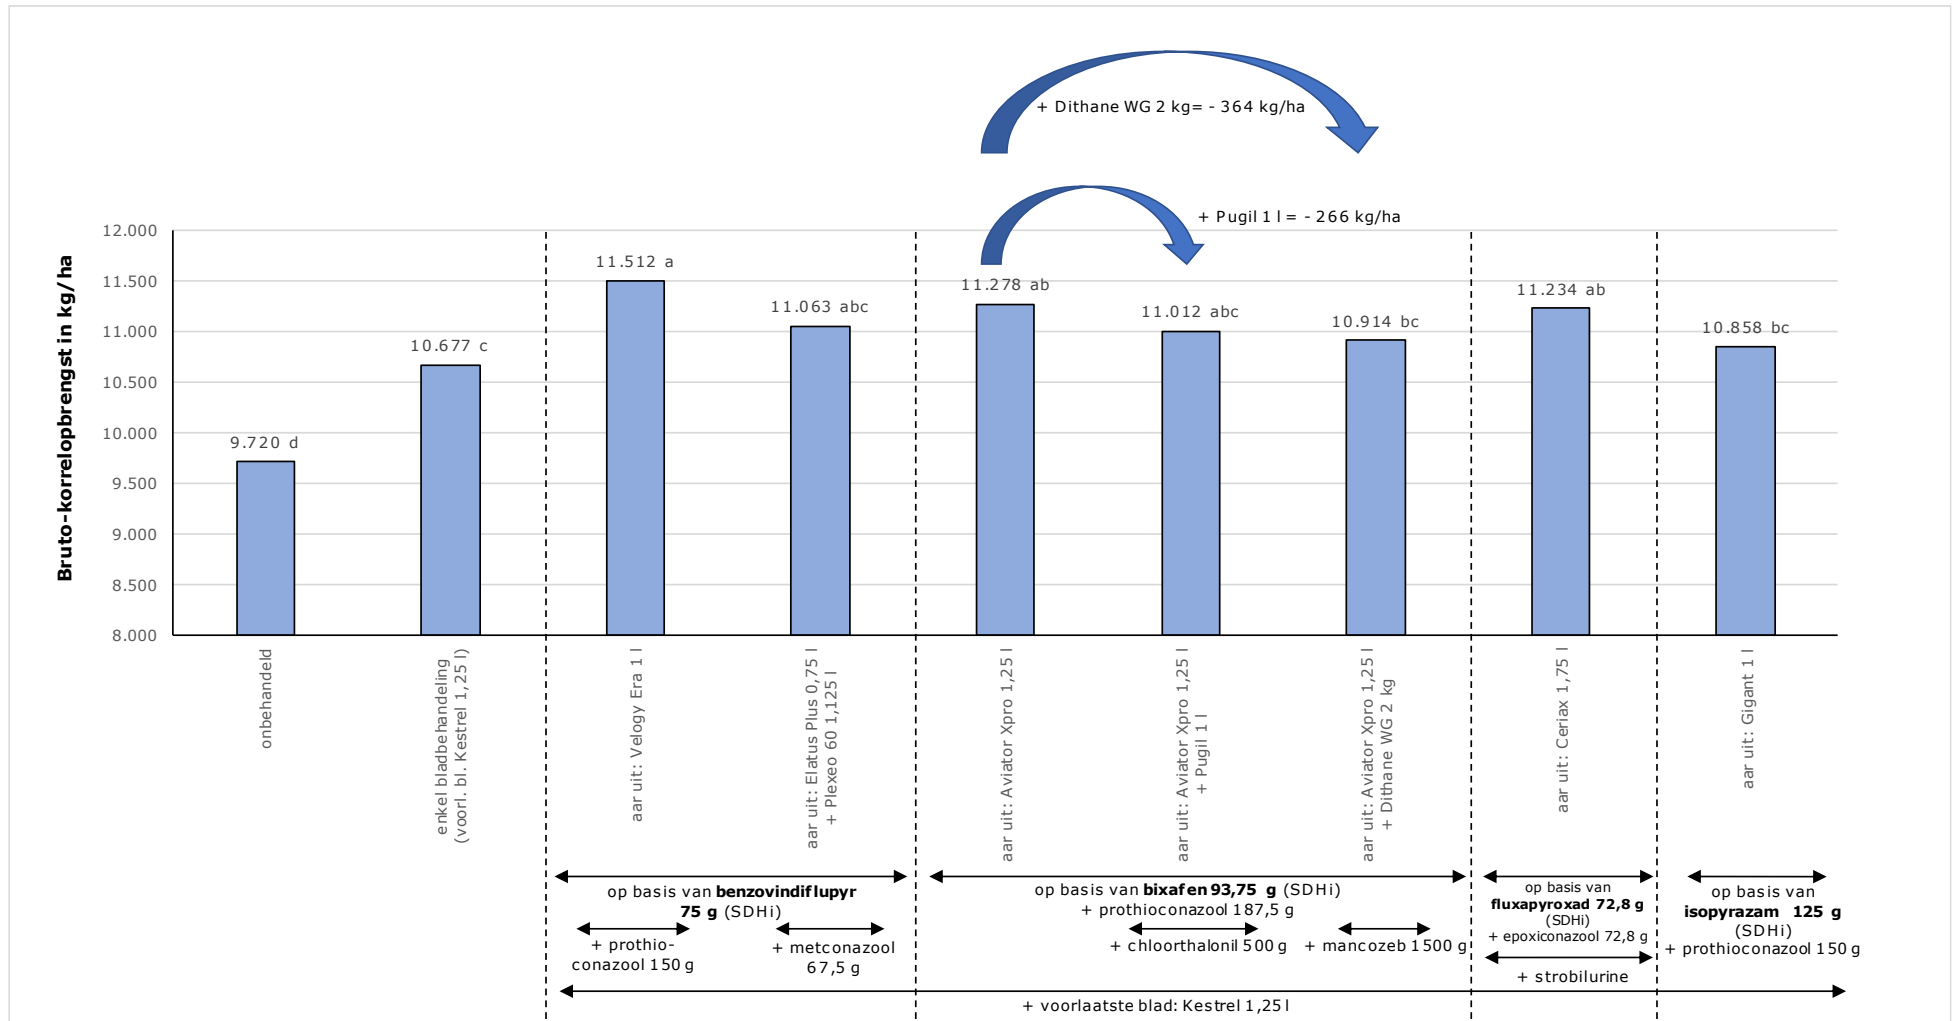 + Dithane WG 2 kg= - 364 kg/ha
+ Pugil 1 l = - 266 kg/ha
Bruto-korrelopbrengst in kg/ha
12.000
11.500
11.000
10.500
10.000
9.500
9.000
8.500
8.000
9.720 d
10.677 c
11.512 a
11.063 abc
11.278 ab
11.012 abc
10.914 bc
11.234 ab
10.858 bc
onbehandeld
enkel bladbehandeling
(voorl. bl. Kestrel 1,25 l)
aar uit: Velogy Era 1 l
aar uit: Elatus Plus 0,75 l
+ Plexeo 60 1,125 l
aar uit: Aviator Xpro 1,25 l
aar uit: Aviator Xpro 1,25 l
+ Pugil 1 l
aar uit: Aviator Xpro 1,25 l
+ Dithane WG 2 kg
aar uit: Ceriax 1,75 l
aar uit: Gigant 1 l
op basis van benzovindiflupyr
75 g (SDHi)
+ prothio-
conazool 150 g
+ metconazool
67,5 g
op basis van bixafen 93,75 g (SDHi)
+ prothioconazool 187,5 g
+ chloorthalonil 500 g
+ mancozeb 1500 g
op basis van
fluxapyroxad 72,8 g
(SDHi)
+ epoxiconazool 72,8 g
+ strobilurine
op basis van
isopyrazam 125 g
(SDHi)
+ prothioconazool 150 g
+ voorlaatste blad: Kestrel 1,25 l